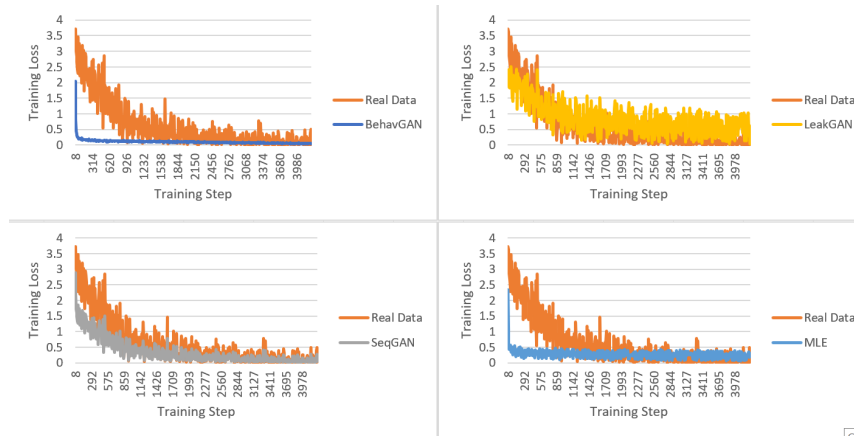 4
3.5
3
2.5
2
1.5
1
0.5
0
Training Loss
8 314 620 926 1232 1538 1844 2150 2456 2762 3068 3374 3680 3986
Training Step
Real Data
BehavGAN
4
3.5
3
2.5
2
1.5
1
0.5
0
Training Loss
8 292 575 859 1142 1426 1709 1993 2277 2560 2844 3127 3411 3695 3978
Training Step
Real Data
LeakGAN
4
3.5
3
2.5
2
1.5
1
0.5
0
Training Loss
8 292 575 859 1142 1426 1709 1993 2277 2560 2844 3127 3411 3695 3978
Training Step
Real Data
SeqGAN
4
3.5
3
2.5
2
1.5
1
0.5
0
Training Loss
8 292 575 859 1142 1426 1709 1993 2277 2560 2844 3127 3411 3695 3978
Training Step
Real Data
MLE